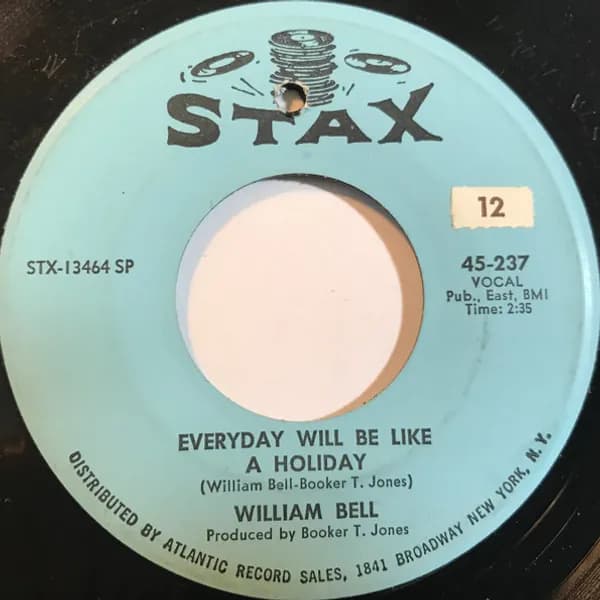 STAX
12
STX-13464 SP
45-237
VOCAL
Pub., East, BMI
Time: 2:35
EVERYDAY WILL BE LIKE
A HOLIDAY
(William Bell-Booker T. Jones)
WILLIAM BELL
Produced by Booker T. Jones
DISTRIBUTED BY ATLANTIC RECORD SALES, 1841 BROADWAY NEW YORK, N.Y.